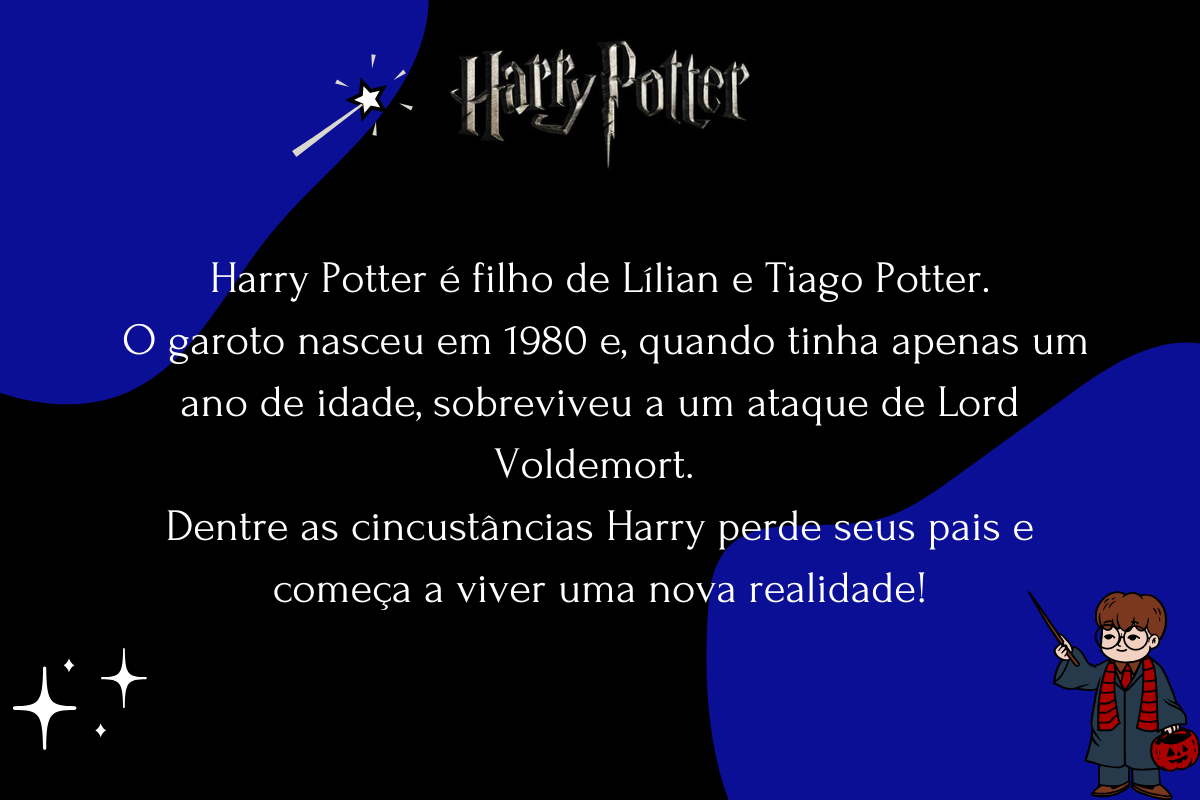 Harry Potter
Harry Potter é filho de Lílian e Tiago Potter.
O garoto nasceu em 1980 e, quando tinha apenas um
ano de idade, sobreviveu a um ataque de Lord
Voldemort.
Dentre as cincustâncias Harry perde seus pais e
começa a viver uma nova realidade!